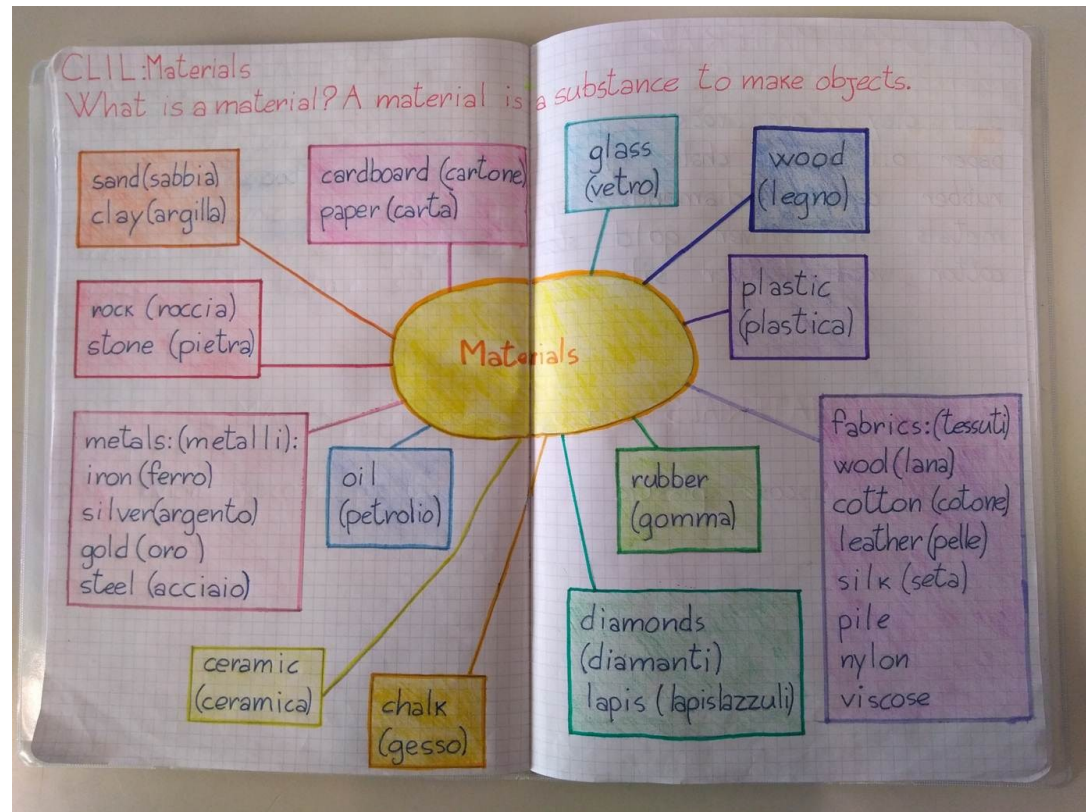 CLIL:Materials
What is a material? A material is a substance to make objects.
sand(sabbia)
clay(argilla)
cardboard (cartone)
paper (carta)
glass
(vetro)
wood
(legno)
rock (roccia)
stone (pietra)
plastic
(plastica)
Materials
metals:(metalli):
iron (ferro)
silver(argento)
gold (oro)
steel (acciaio)
oil
(petrolio)
rubber
(gomma)
fabrics:(tessuti)
wool(lana)
cotton (cotone)
leather(pelle)
silk (seta)
pile
nylon
viscose
ceramic
(ceramica)
chalk
(gesso)
diamonds
(diamanti)
lapis (lapislazzuli)